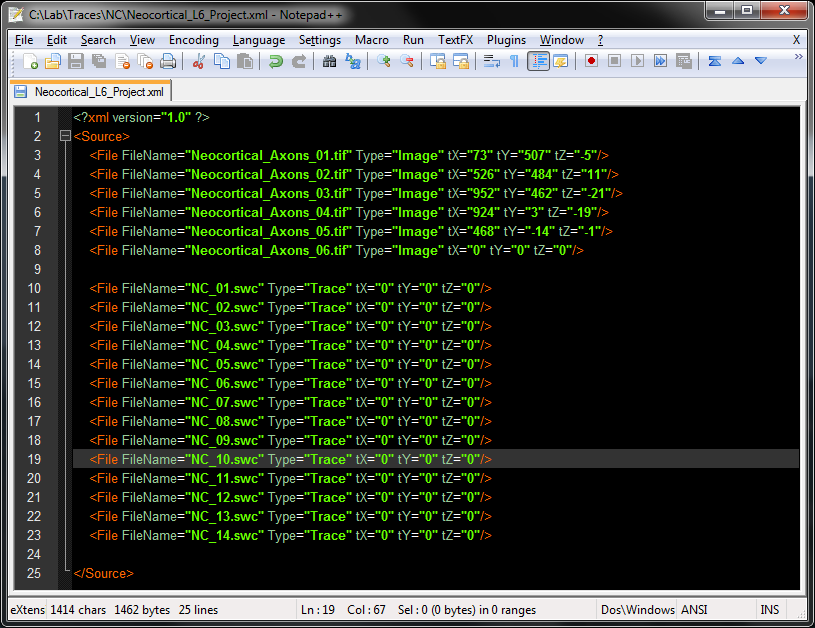 C:\Lab\Traces\NC\Neocortical_L6_Project.xml - Notepad++
File Edit Search View Encoding Language Settings Macro Run TextFX Plugins Window ? X
Neocortical_L6_Project.xml
1 <?xml version="1.0" ?>
2 <Source>
3 <File FileName="Neocortical_Axons_01.tif" Type="Image" tX="73" tY="507" tZ="-5"/>
4 <File FileName="Neocortical_Axons_02.tif" Type="Image" tX="526" tY="484" tZ="11"/>
5 <File FileName="Neocortical_Axons_03.tif" Type="Image" tX="952" tY="462" tZ="-21"/>
6 <File FileName="Neocortical_Axons_04.tif" Type="Image" tX="924" tY="3" tZ="-19"/>
7 <File FileName="Neocortical_Axons_05.tif" Type="Image" tX="468" tY="-14" tZ="-1"/>
8 <File FileName="Neocortical_Axons_06.tif" Type="Image" tX="0" tY="0" tZ="0"/>
9
10 <File FileName="NC_01.swc" Type="Trace" tX="0" tY="0" tZ="0"/>
11 <File FileName="NC_02.swc" Type="Trace" tX="0" tY="0" tZ="0"/>
12 <File FileName="NC_03.swc" Type="Trace" tX="0" tY="0" tZ="0"/>
13 <File FileName="NC_04.swc" Type="Trace" tX="0" tY="0" tZ="0"/>
14 <File FileName="NC_05.swc" Type="Trace" tX="0" tY="0" tZ="0"/>
15 <File FileName="NC_06.swc" Type="Trace" tX="0" tY="0" tZ="0"/>
16 <File FileName="NC_07.swc" Type="Trace" tX="0" tY="0" tZ="0"/>
17 <File FileName="NC_08.swc" Type="Trace" tX="0" tY="0" tZ="0"/>
18 <File FileName="NC_09.swc" Type="Trace" tX="0" tY="0" tZ="0"/>
19 <File FileName="NC_10.swc" Type="Trace" tX="0" tY="0" tZ="0"/>
20 <File FileName="NC_11.swc" Type="Trace" tX="0" tY="0" tZ="0"/>
21 <File FileName="NC_12.swc" Type="Trace" tX="0" tY="0" tZ="0"/>
22 <File FileName="NC_13.swc" Type="Trace" tX="0" tY="0" tZ="0"/>
23 <File FileName="NC_14.swc" Type="Trace" tX="0" tY="0" tZ="0"/>
24
25 </Source>
eXtens 1414 chars 1462 bytes 25 lines Ln : 19 Col : 67 Sel : 0 (0 bytes) in 0 ranges Dos\Windows ANSI INS